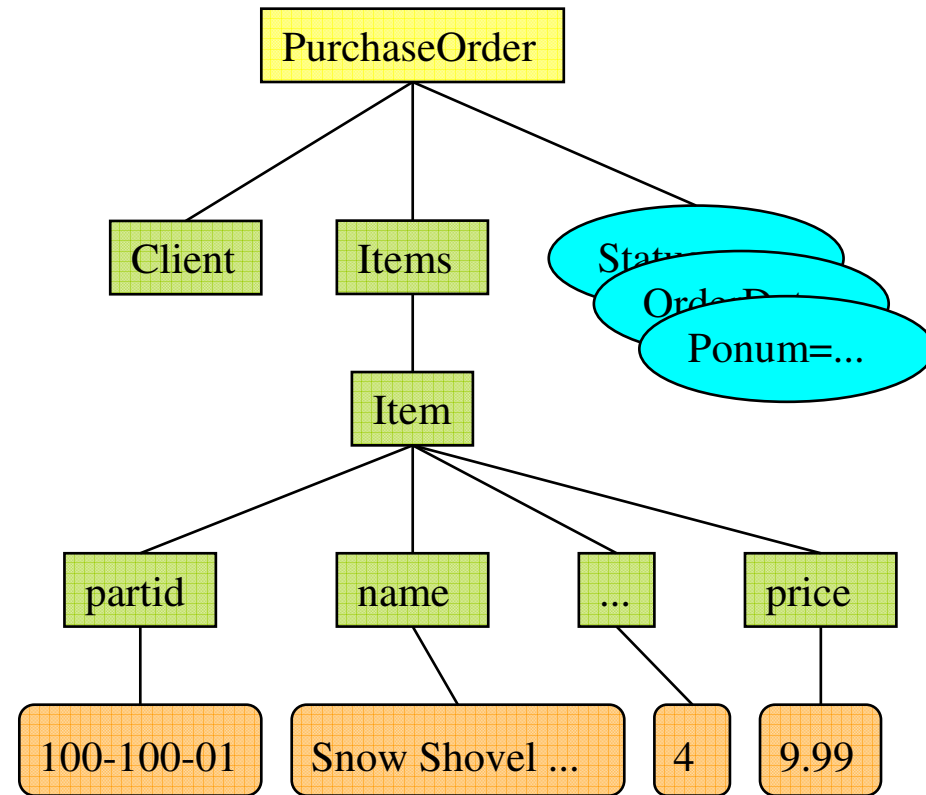 PurchaseOrder
Client
Items
Ponum=...
Item
partid
name
...
price
100-100-01
Snow Shovel ...
4
9.99